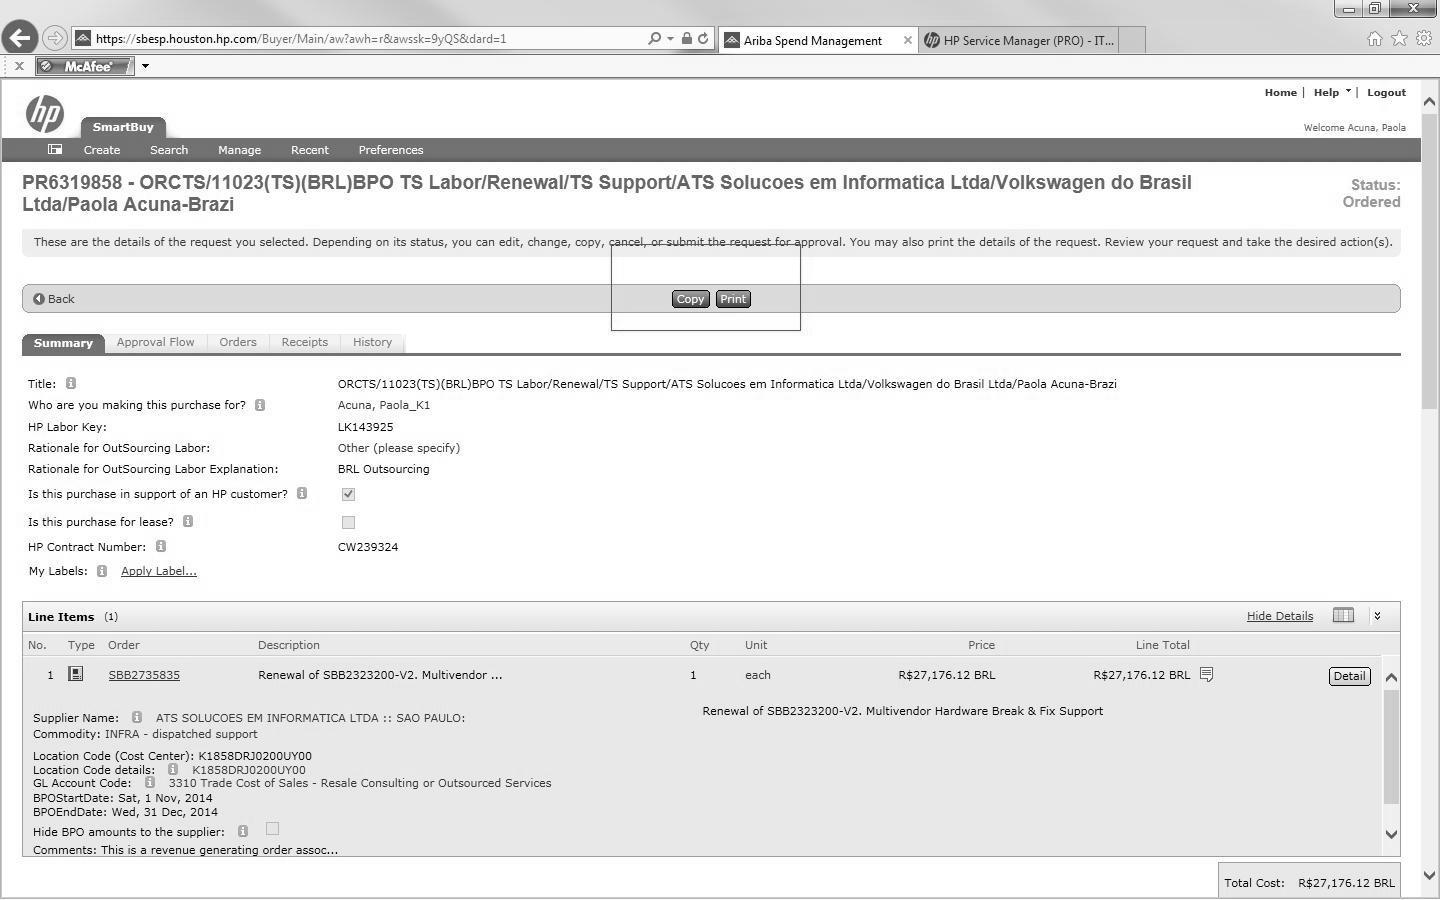 https://sbesp.houston.hp.com/Buyer/Main/aw?awh=r&awssk=9yQS&dard=1
Ariba Spend Management
HP Service Manager (PRO) - IT...
McAfee
Home | Help | Logout
hp
SmartBuy
Welcome Acuna, Paola
Create Search Manage Recent Preferences
PR6319858 - ORCTS/11023(TS)(BRL)BPO TS Labor/Renewal/TS Support/ATS Solucoes em Informatica Ltda/Volkswagen do Brasil
Ltda/Paola Acuna-Brazi
Status:
Ordered
These are the details of the request you selected. Depending on its status, you can edit, change, copy, cancel, or submit the request for approval. You may also print the details of the request. Review your request and take the desired action(s).
Back Copy Print
Summary Approval Flow Orders Receipts History
Title: ORCTS/11023(TS)(BRL)BPO TS Labor/Renewal/TS Support/ATS Solucoes em Informatica Ltda/Volkswagen do Brasil Ltda/Paola Acuna-Brazi
Who are you making this purchase for? Acuna, Paola_K1
HP Labor Key: LK143925
Rationale for OutSourcing Labor: Other (please specify)
Rationale for OutSourcing Labor Explanation: BRL Outsourcing
Is this purchase in support of an HP customer?
Is this purchase for lease?
HP Contract Number: CW239324
My Labels: Apply Label...
Line Items (1) Hide Details
No. Type Order Description Qty Unit Price Line Total
1 SBB2735835 Renewal of SBB2323200-V2. Multivendor ... 1 each R$27,176.12 BRL R$27,176.12 BRL Detail
Renewal of SBB2323200-V2. Multivendor Hardware Break & Fix Support
Supplier Name: ATS SOLUCOES EM INFORMATICA LTDA :: SAO PAULO:
Commodity: INFRA - dispatched support
Location Code (Cost Center): K1858DRJ0200UY00
Location Code details: K1858DRJ0200UY00
GL Account Code: 3310 Trade Cost of Sales - Resale Consulting or Outsourced Services
BPOStartDate: Sat, 1 Nov, 2014
BPOEndDate: Wed, 31 Dec, 2014
Hide BPO amounts to the supplier:
Comments: This is a revenue generating order assoc...
Total Cost: R$27,176.12 BRL